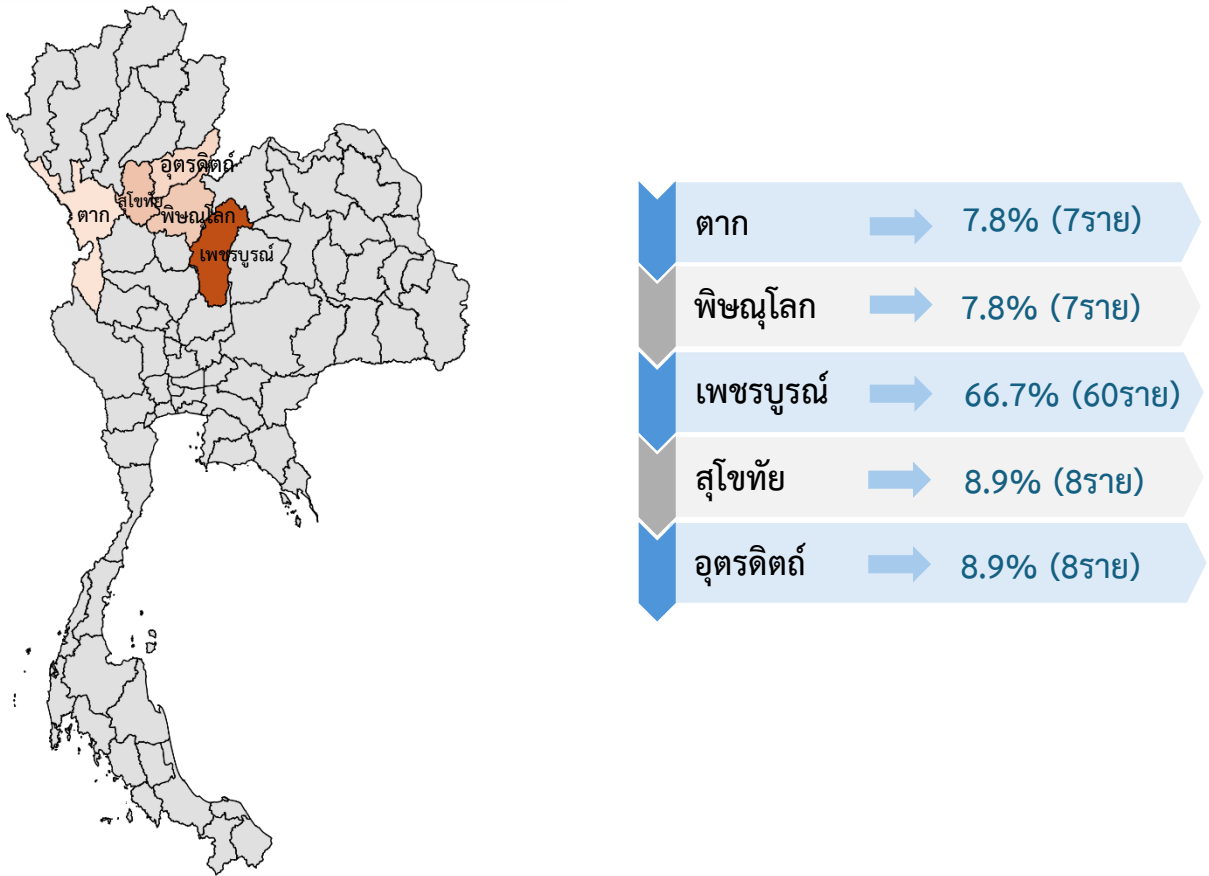 อุตรดิตถ์
สุโขทัย
ตาก
พิษณุโลก
เพชรบูรณ์
ตาก 7.8% (7ราย)
พิษณุโลก 7.8% (7ราย)
เพชรบูรณ์ 66.7% (60ราย)
สุโขทัย 8.9% (8ราย)
อุตรดิตถ์ 8.9% (8ราย)